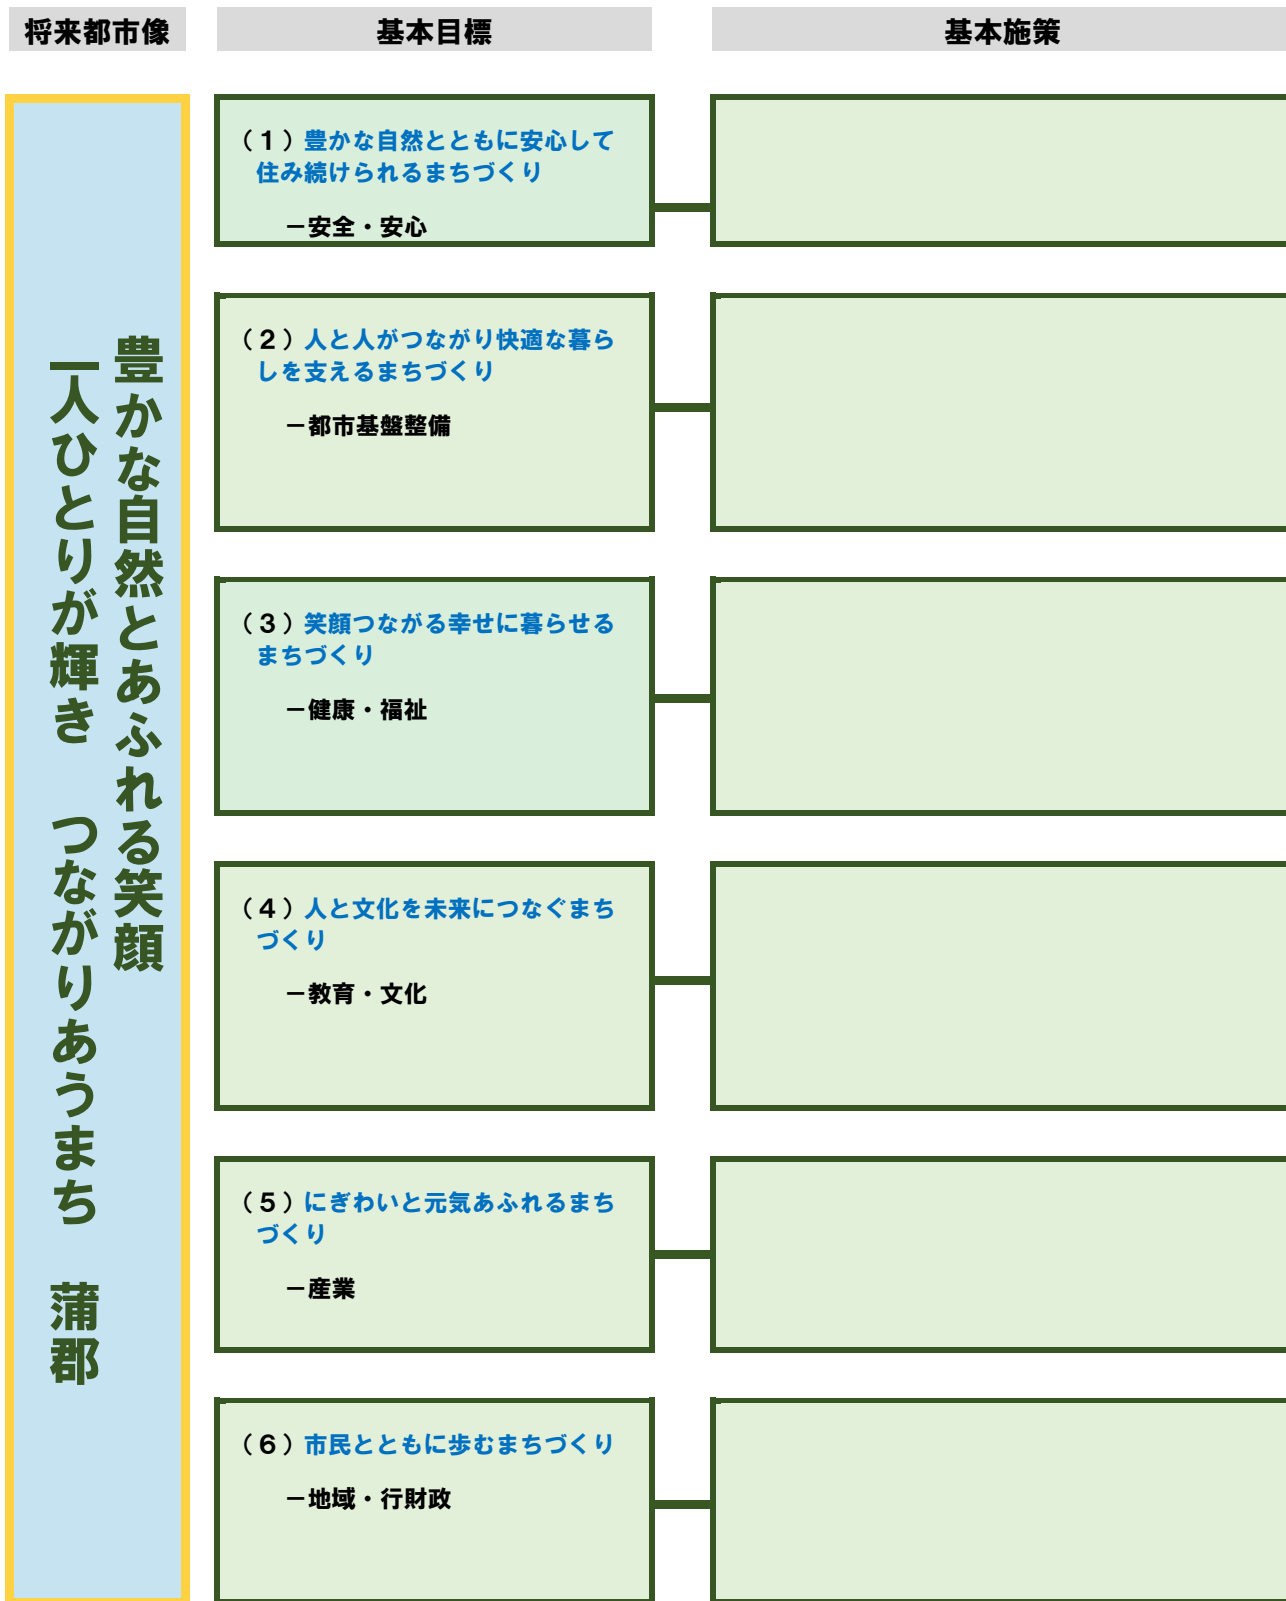 将来都市像
基本目標
基本施策
豊かな自然とあふれる笑顔
一人ひとりが輝き　つながりあうまち　蒲郡
（１）豊かな自然とともに安心して
住み続けられるまちづくり
－安全・安心
（２）人と人がつながり快適な暮ら
しを支えるまちづくり
－都市基盤整備
（３）笑顔つながる幸せに暮らせる
まちづくり
－健康・福祉
（４）人と文化を未来につなぐまち
づくり
－教育・文化
（５）にぎわいと元気あふれるまち
づくり
－産業
（６）市民とともに歩むまちづくり
－地域・行財政